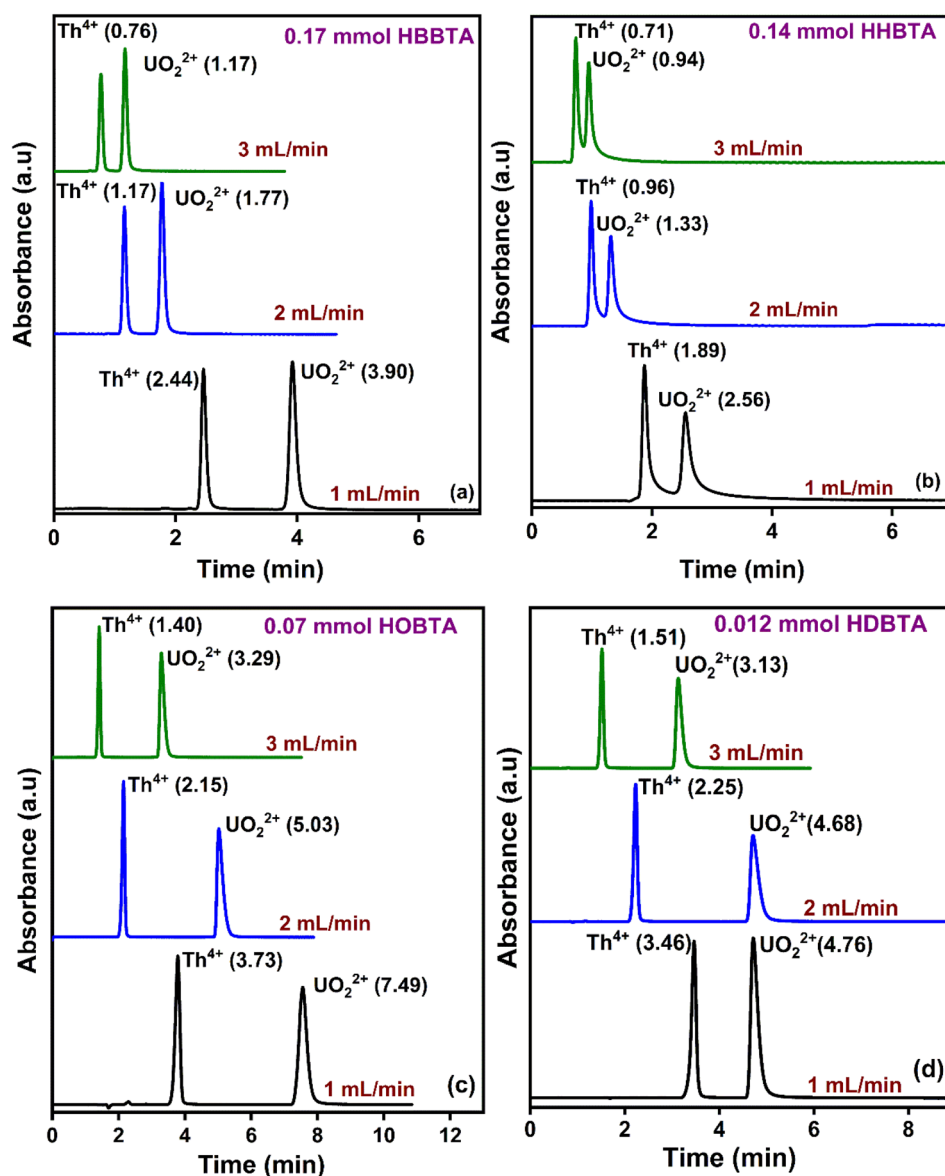 0.17 mmol HBBTA
Th⁴⁺ (0.76)
UO₂²⁺ (1.17)
3 mL/min
Th⁴⁺ (1.17)
UO₂²⁺ (1.77)
2 mL/min
Th⁴⁺ (2.44)
UO₂²⁺ (3.90)
1 mL/min
(a)
Absorbance (a.u)
0 2 4 6
Time (min)
0.14 mmol HHBTA
Th⁴⁺ (0.71)
UO₂²⁺ (0.94)
3 mL/min
Th⁴⁺ (0.96)
UO₂²⁺ (1.33)
2 mL/min
Th⁴⁺ (1.89)
UO₂²⁺ (2.56)
1 mL/min
(b)
Absorbance (a.u)
0 2 4 6
Time (min)
0.07 mmol HOBTA
Th⁴⁺ (1.40)
UO₂²⁺ (3.29)
3 mL/min
Th⁴⁺ (2.15)
UO₂²⁺ (5.03)
2 mL/min
Th⁴⁺ (3.73)
UO₂²⁺ (7.49)
1 mL/min
(c)
Absorbance (a.u)
0 2 4 6 8 10 12
Time (min)
0.012 mmol HDBTA
Th⁴⁺ (1.51)
UO₂²⁺ (3.13)
3 mL/min
Th⁴⁺ (2.25)
UO₂²⁺ (4.68)
2 mL/min
Th⁴⁺ (3.46)
UO₂²⁺ (4.76)
1 mL/min
(d)
Absorbance (a.u)
0 2 4 6 8
Time (min)